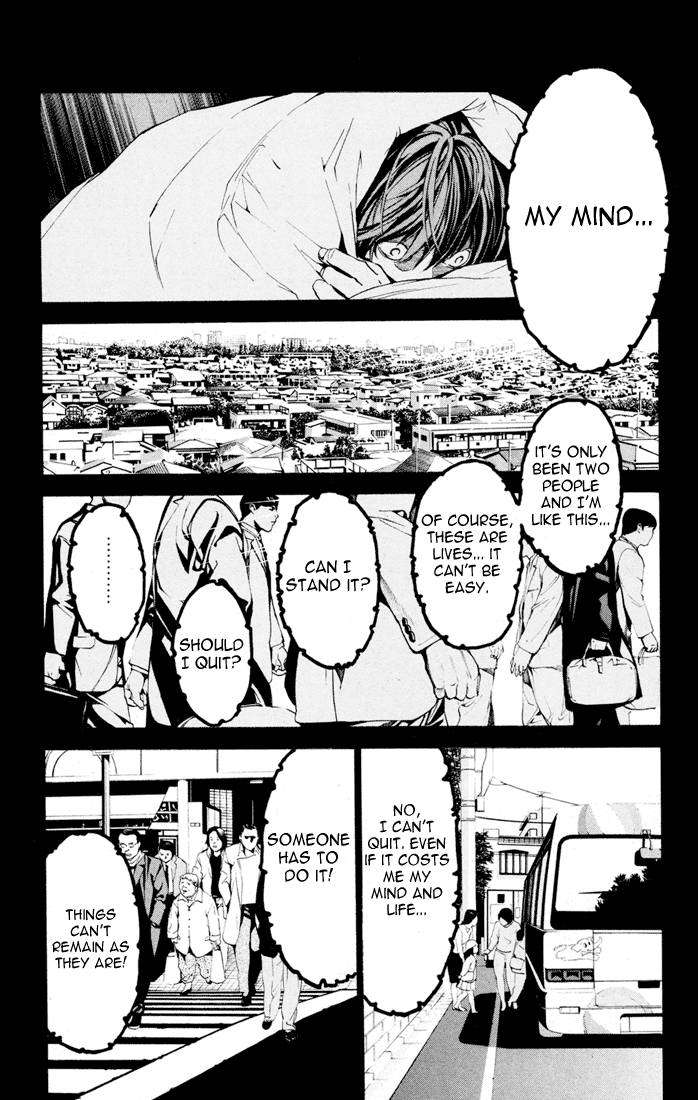 MY MIND...
IT'S ONLY
BEEN TWO
PEOPLE
AND I'M
LIKE THIS...
OF COURSE,
THESE ARE
LIVES... IT
CAN'T BE
EASY.
CAN I
STAND IT?
SHOULD
I QUIT?
.........
NO,
I CAN'T
QUIT. EVEN
IF IT COSTS
ME MY
MIND AND
LIFE...
SOMEONE
HAS TO
DO IT!
THINGS
CAN'T
REMAIN AS
THEY ARE!